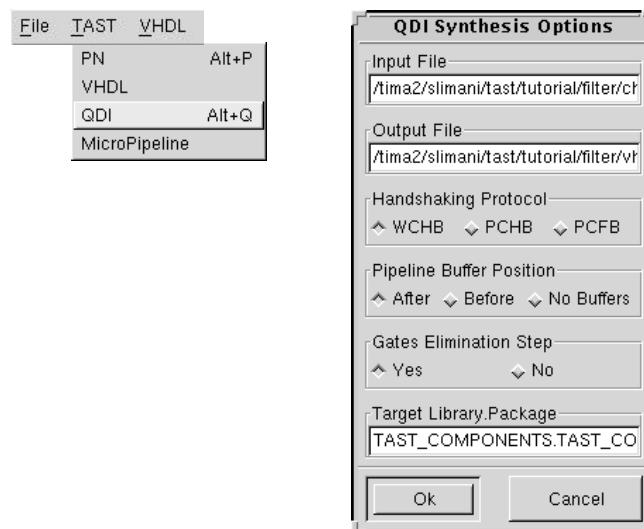 File TAST VHDL
PN Alt+P
VHDL
QDI Alt+Q
MicroPipeline
QDI Synthesis Options
Input File
/tima2/slimani/tast/tutorial/filter/ch
Output File
/tima2/slimani/tast/tutorial/filter/vh
Handshaking Protocol
WCHB PCHB PCFB
Pipeline Buffer Position
After Before No Buffers
Gates Elimination Step
Yes No
Target Library.Package
TAST_COMPONENTS.TAST_CO
Ok Cancel